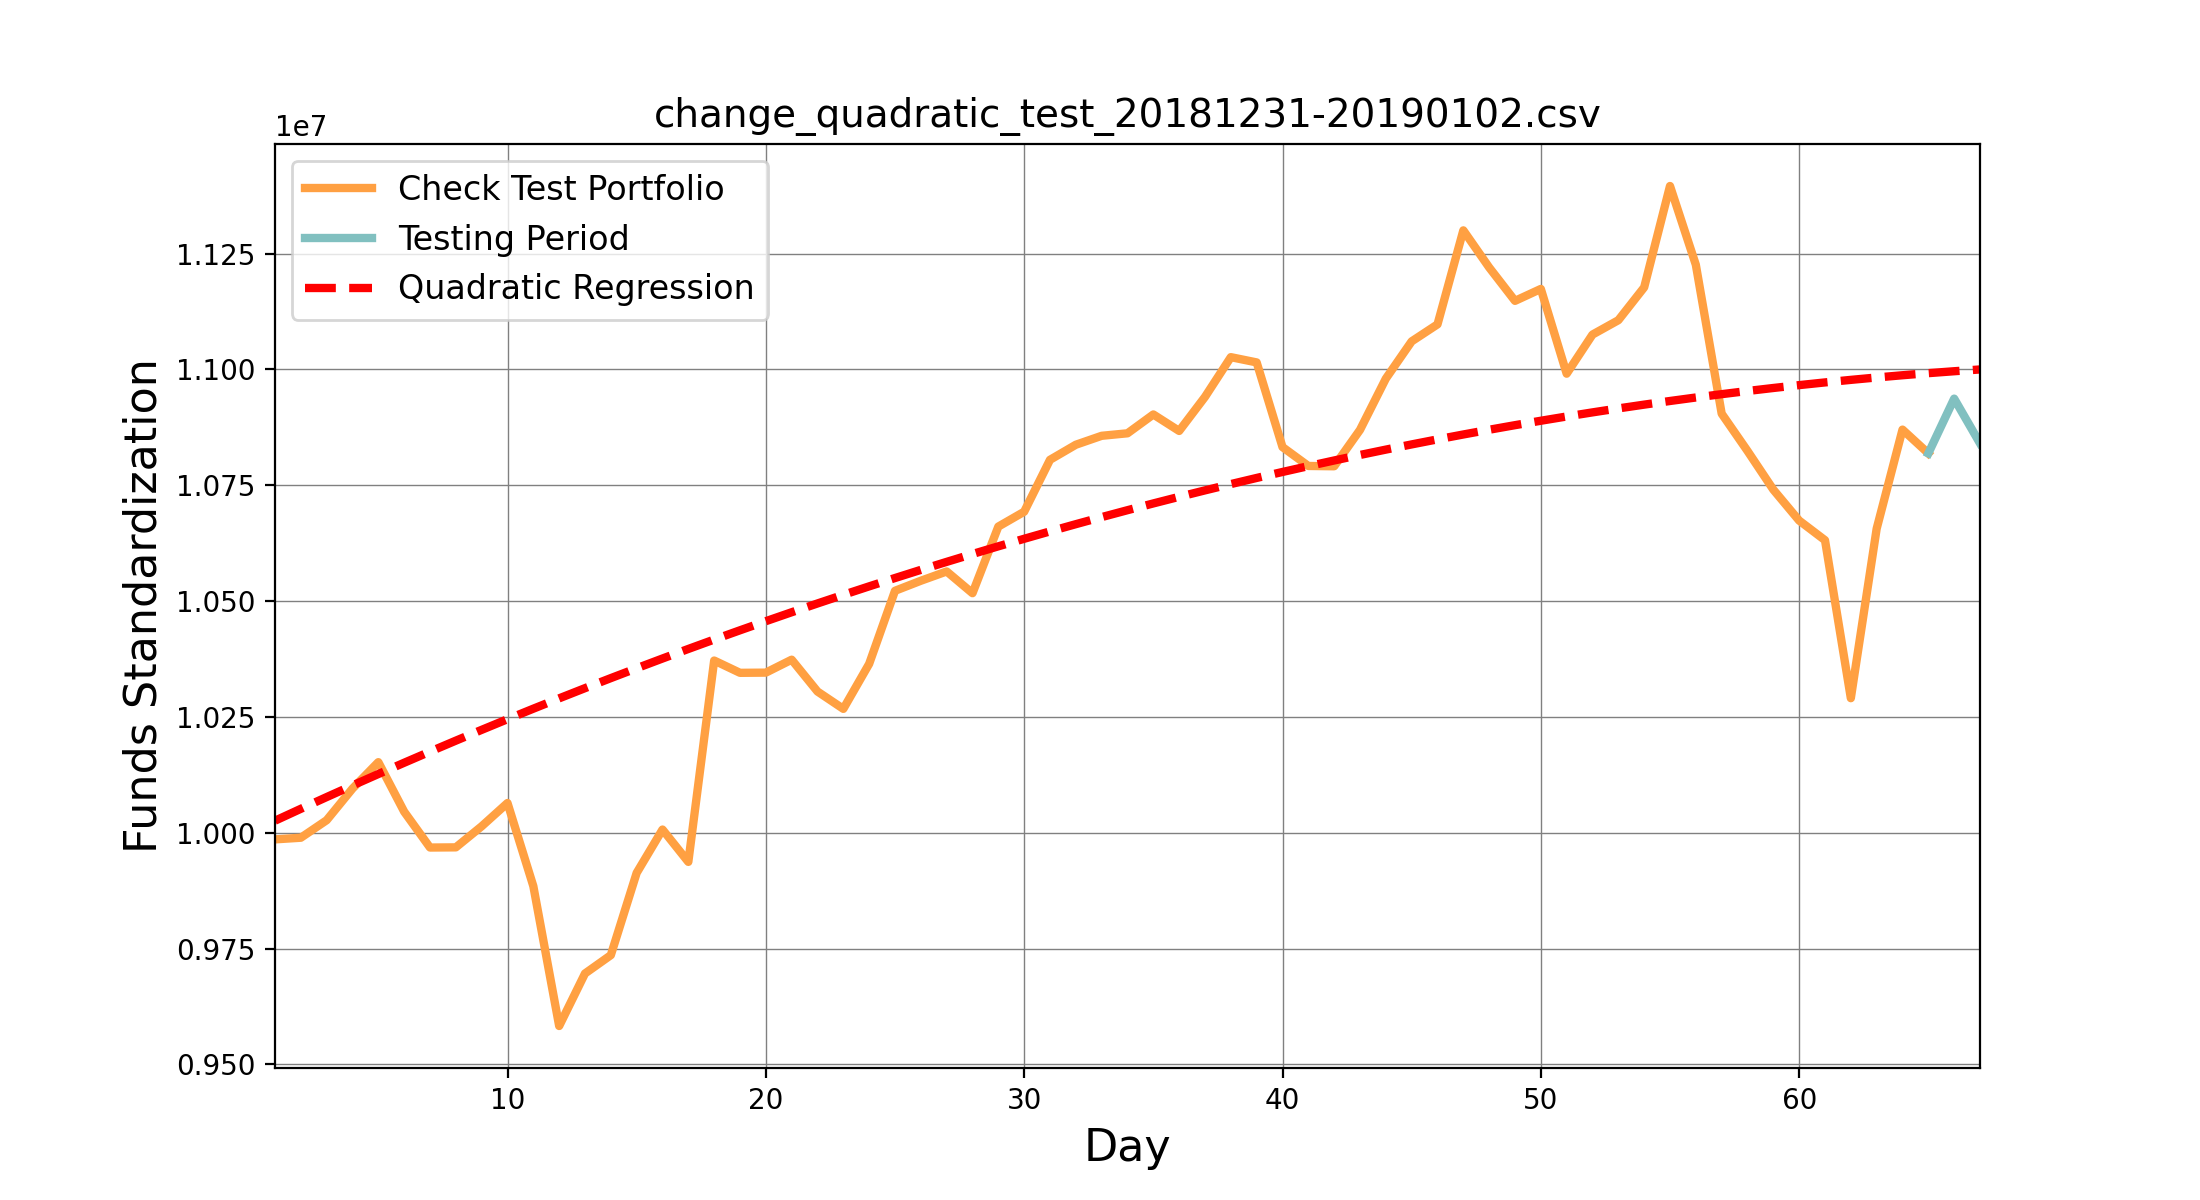 change_quadratic_test_20181231-20190102.csv
1e7
Check Test Portfolio
Testing Period
Quadratic Regression
Funds Standardization
1.125
1.100
1.075
1.050
1.025
1.000
0.975
0.950
10 20 30 40 50 60
Day